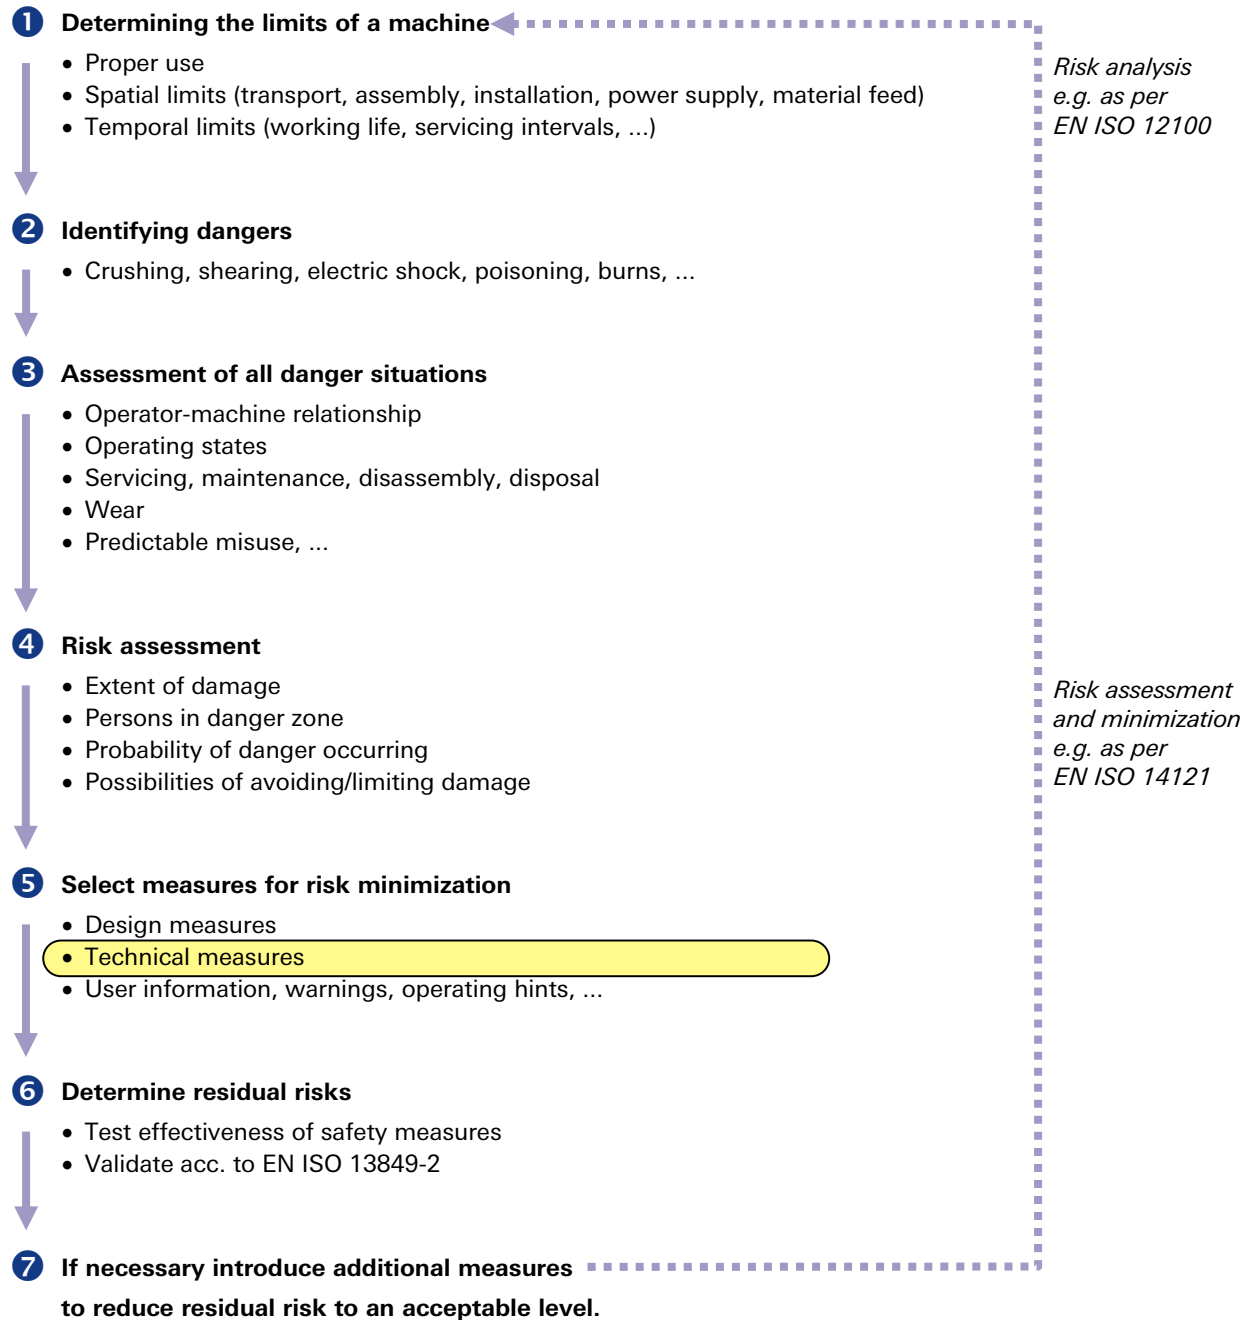 1 Determining the limits of a machine
• Proper use
• Spatial limits (transport, assembly, installation, power supply, material feed)
• Temporal limits (working life, servicing intervals, ...)
Risk analysis
e.g. as per
EN ISO 12100
2 Identifying dangers
• Crushing, shearing, electric shock, poisoning, burns, ...
3 Assessment of all danger situations
• Operator-machine relationship
• Operating states
• Servicing, maintenance, disassembly, disposal
• Wear
• Predictable misuse, ...
4 Risk assessment
• Extent of damage
• Persons in danger zone
• Probability of danger occurring
• Possibilities of avoiding/limiting damage
Risk assessment
and minimization
e.g. as per
EN ISO 14121
5 Select measures for risk minimization
• Design measures
• Technical measures
• User information, warnings, operating hints, ...
6 Determine residual risks
• Test effectiveness of safety measures
• Validate acc. to EN ISO 13849-2
7 If necessary introduce additional measures
to reduce residual risk to an acceptable level.